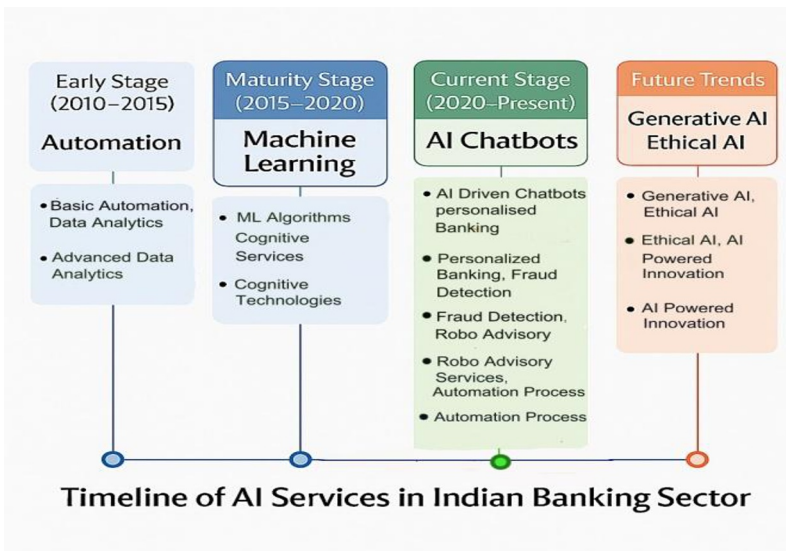 Early Stage
(2010–2015)
Automation
• Basic Automation,
Data Analytics
• Advanced Data
Analytics
Maturity Stage
(2015–2020)
Machine
Learning
• ML Algorithms
Cognitive
Services
• Cognitive
Technologies
Current Stage
(2020–Present)
AI Chatbots
• AI Driven Chatbots
personalised
Banking
• Personalized
Banking, Fraud
Detection
• Fraud Detection,
Robo Advisory
• Robo Advisory
Services,
Automation Process
• Automation Process
Future Trends
Generative AI
Ethical AI
• Generative AI,
Ethical AI
• Ethical AI, AI
Powered
Innovation
• AI Powered
Innovation
Timeline of AI Services in Indian Banking Sector